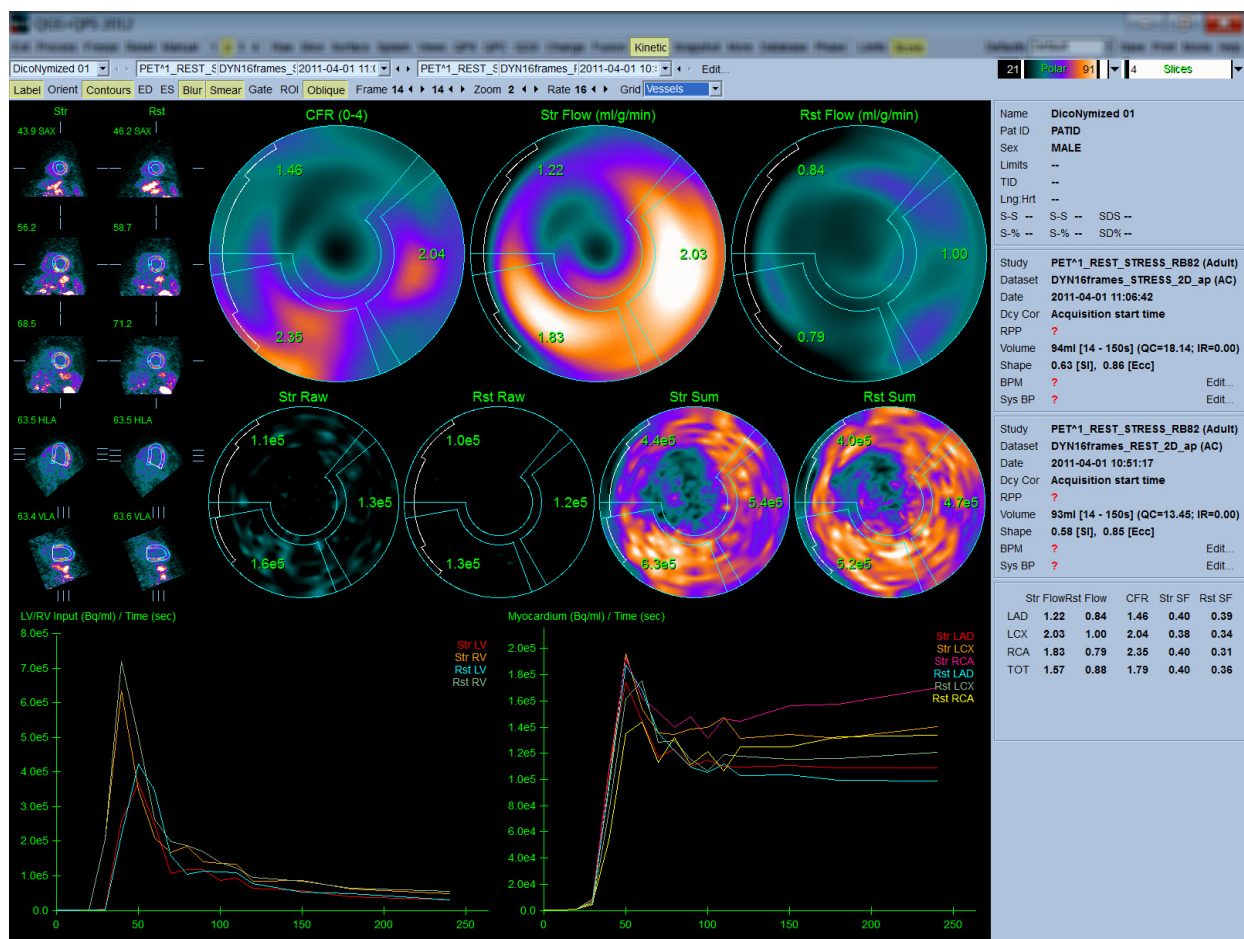 QGS+QPS 2012
Kinetic
DicoNymized 01 PET^1_REST_S DYN16frames_S 2011-04-01 11:( PET^1_REST_S DYN16frames_F 2011-04-01 10: Edit...
21 Polar 91 4 Slices
Label Orient Contours ED ES Blur Smear Gate ROI Oblique Frame 14 14 Zoom 2 Rate 16 Grid Vessels
Str Rst
43.9 SAX 46.2 SAX
56.2 58.7
68.5 71.2
63.5 HLA 63.5 HLA
63.4 VLA 63.6 VLA
CFR (0-4)
1.46
2.04
2.35
Str Flow (ml/g/min)
1.22
2.03
1.83
Rst Flow (ml/g/min)
0.84
1.00
0.79
Str Raw
1.1e5
1.3e5
1.6e5
Rst Raw
1.0e5
1.2e5
1.3e5
Str Sum
4.4e5
5.4e5
6.3e5
Rst Sum
4.0e5
4.7e5
5.2e5
LV/RV Input (Bq/ml) / Time (sec)
8.0e5
7.0e5
6.0e5
5.0e5
4.0e5
3.0e5
2.0e5
1.0e5
0.0
0 50 100 150 200 250
Str LV
Str RV
Rst LV
Rst RV
Myocardium (Bq/ml) / Time (sec)
2.0e5
1.8e5
1.6e5
1.4e5
1.2e5
1.0e5
8.0e4
6.0e4
4.0e4
2.0e4
0.0
0 50 100 150 200 250
Str LAD
Str LCX
Str RCA
Rst LAD
Rst LCX
Rst RCA
Name DicoNymized 01
Pat ID PATID
Sex MALE
Limits --
TID --
Lng:Hrt --
S-S -- S-S -- SDS --
S-% -- S-% -- SD% --
Study PET^1_REST_STRESS_RB82 (Adult)
Dataset DYN16frames_STRESS_2D_ap (AC)
Date 2011-04-01 11:06:42
Dcy Cor Acquisition start time
RPP ?
Volume 94ml [14 - 150s] (QC=18.14; IR=0.00)
Shape 0.63 [SI], 0.86 [Ecc]
BPM ? Edit...
Sys BP ? Edit...
Study PET^1_REST_STRESS_RB82 (Adult)
Dataset DYN16frames_REST_2D_ap (AC)
Date 2011-04-01 10:51:17
Dcy Cor Acquisition start time
RPP ?
Volume 93ml [14 - 150s] (QC=13.45; IR=0.00)
Shape 0.58 [SI], 0.85 [Ecc]
BPM ? Edit...
Sys BP ? Edit...
Str Flow Rst Flow CFR Str SF Rst SF
LAD 1.22 0.84 1.46 0.40 0.39
LCX 2.03 1.00 2.04 0.38 0.34
RCA 1.83 0.79 2.35 0.40 0.31
TOT 1.57 0.88 1.79 0.40 0.36